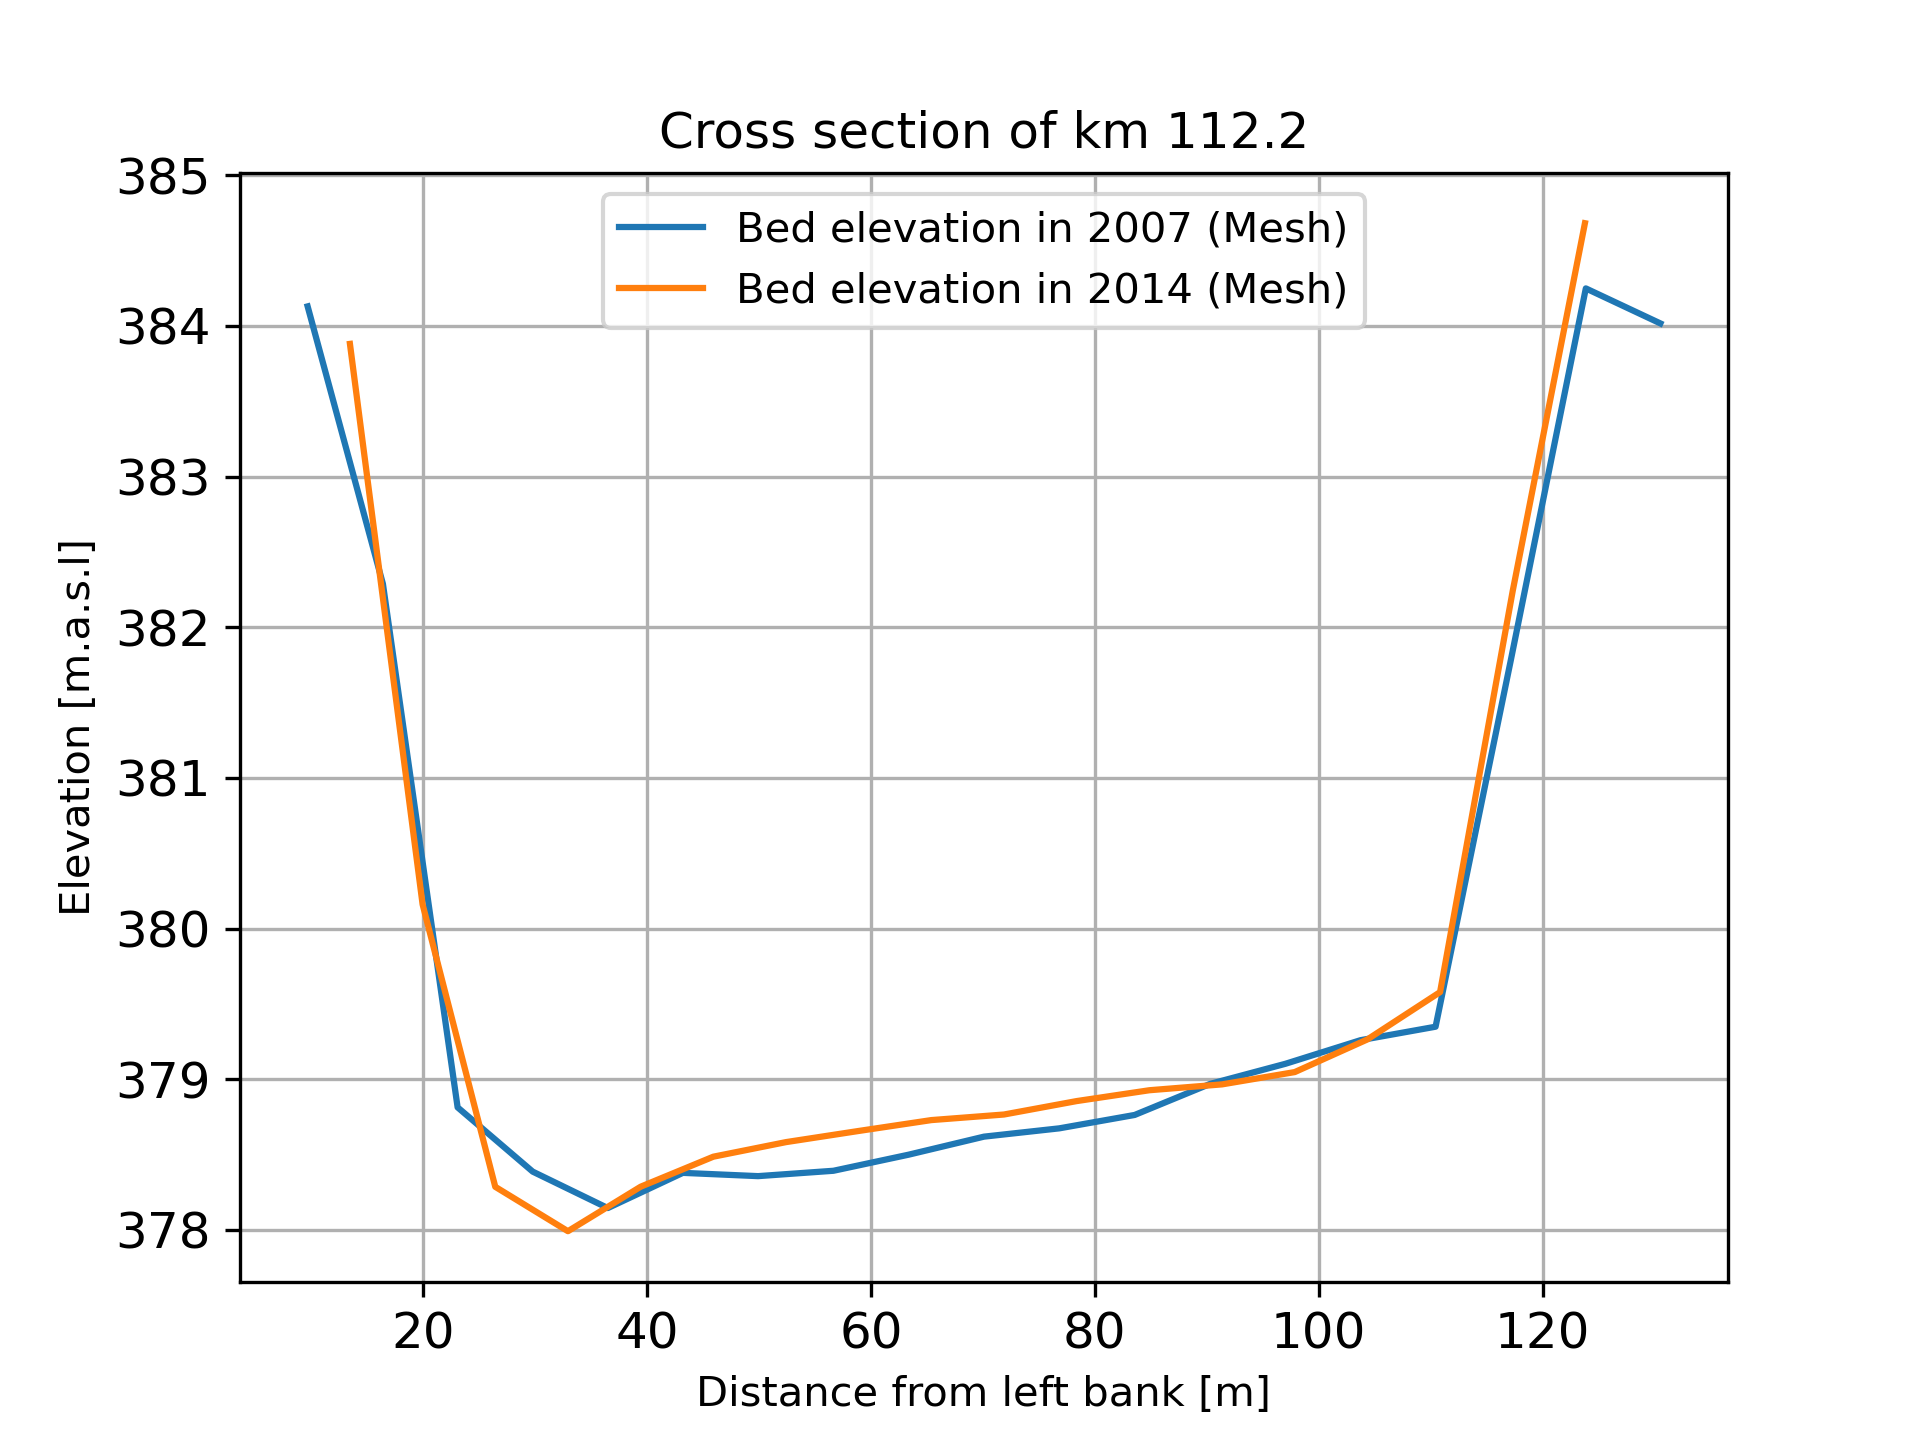 Cross section of km 112.2
Bed elevation in 2007 (Mesh)
Bed elevation in 2014 (Mesh)
385
384
383
382
381
380
379
378
Elevation [m.a.s.l]
20 40 60 80 100 120
Distance from left bank [m]